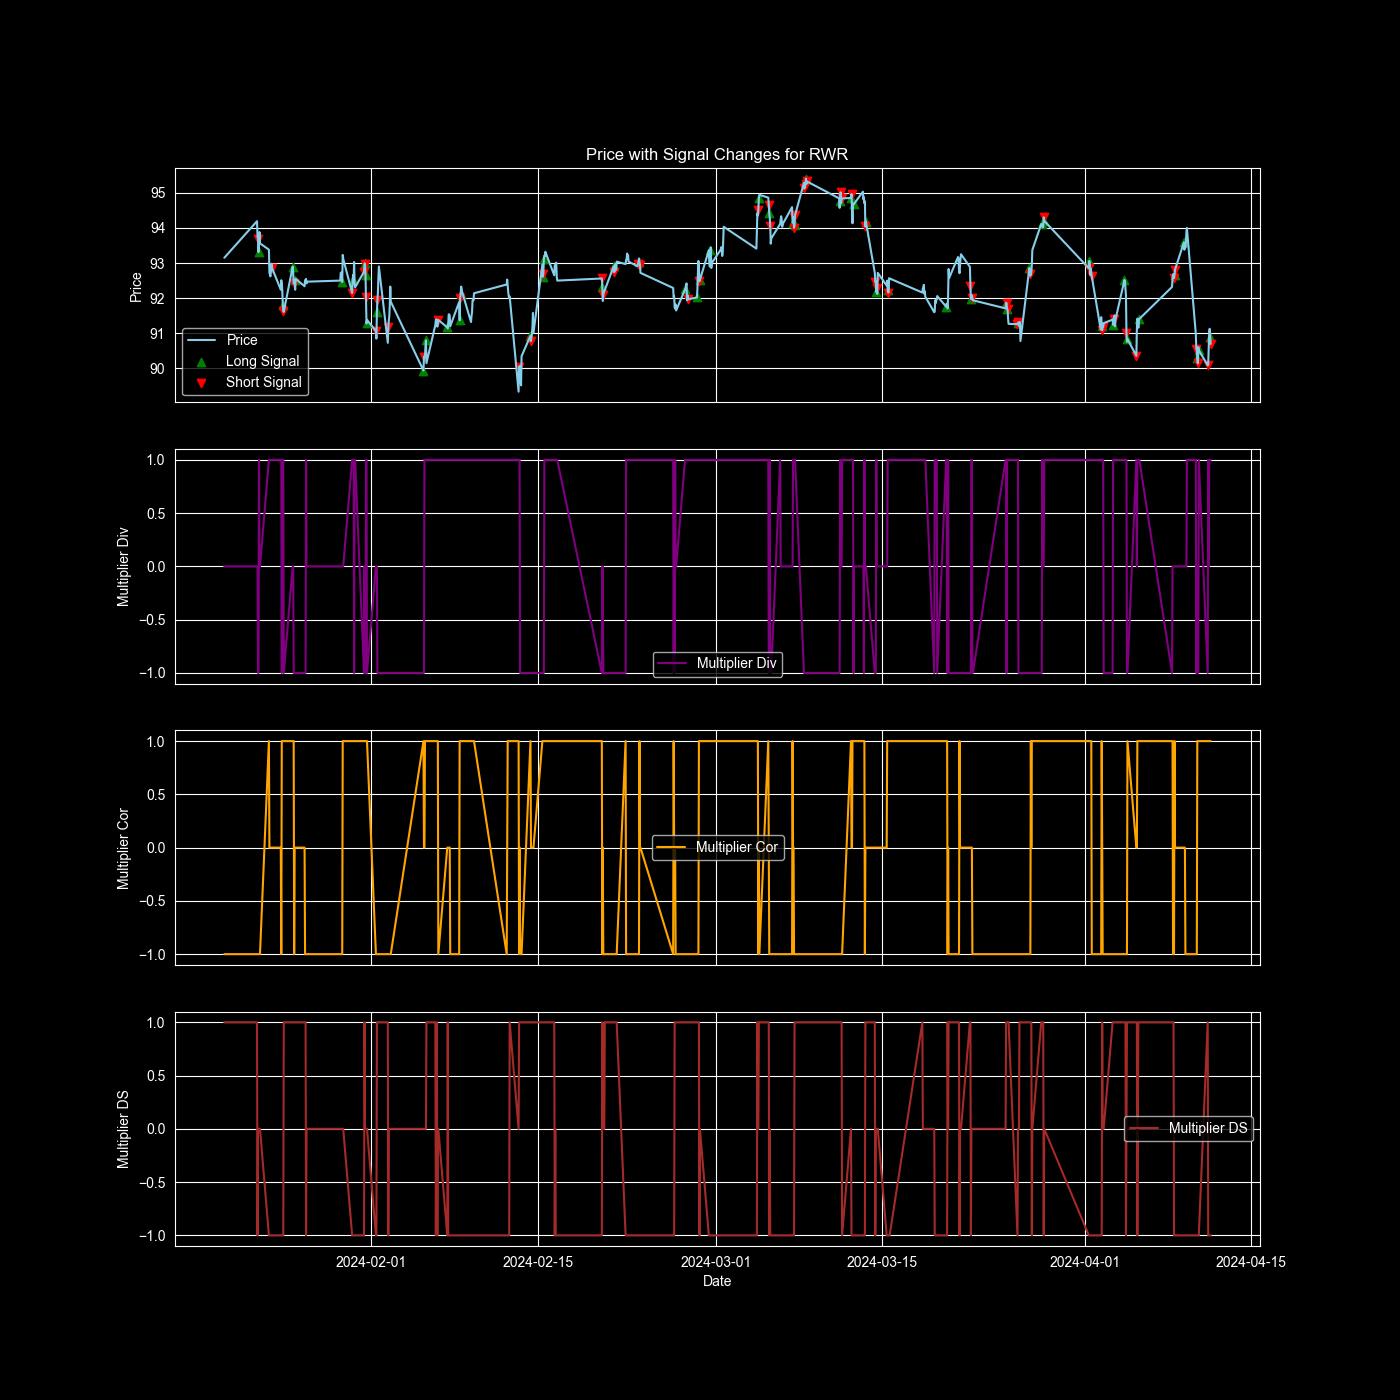 Price with Signal Changes for RWR
95
94
93
92
91
90
Price
Price
Long Signal
Short Signal
1.0
0.5
0.0
−0.5
−1.0
Multiplier Div
Multiplier Div
1.0
0.5
0.0
−0.5
−1.0
Multiplier Cor
Multiplier Cor
1.0
0.5
0.0
−0.5
−1.0
Multiplier DS
Multiplier DS
2024-02-01 2024-02-15 2024-03-01 2024-03-15 2024-04-01 2024-04-15
Date